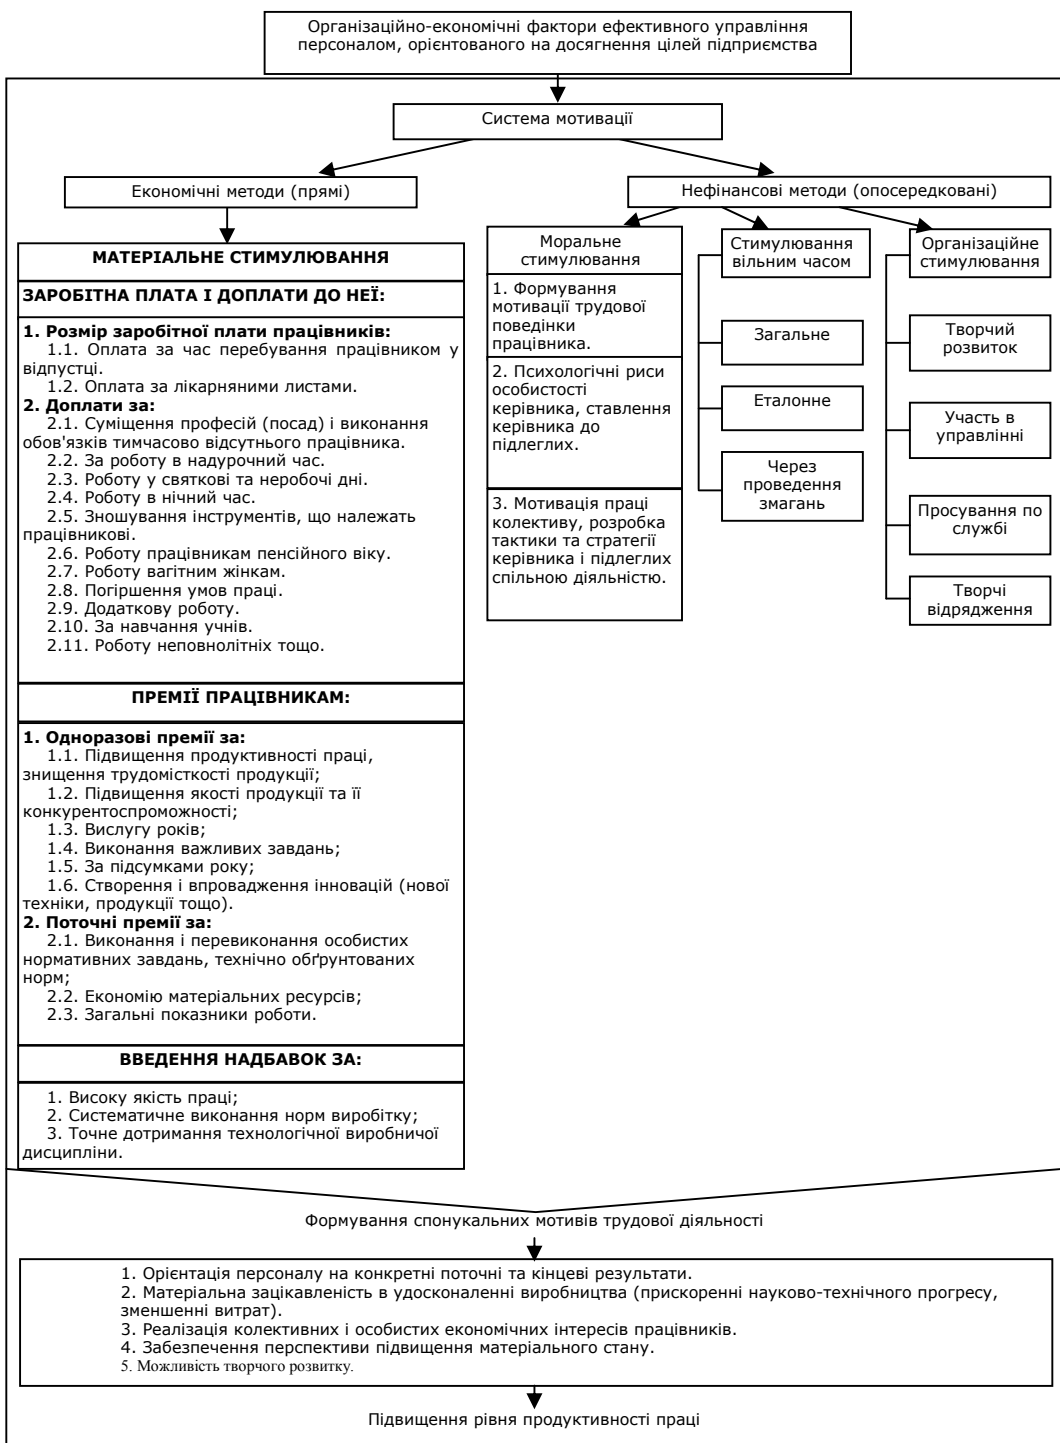 Організаційно-економічні фактори ефективного управління
персоналом, орієнтованого на досягнення цілей підприємства
Система мотивації
Економічні методи (прямі)
Нефінансові методи (опосередковані)
МАТЕРІАЛЬНЕ СТИМУЛЮВАННЯ
ЗАРОБІТНА ПЛАТА І ДОПЛАТИ ДО НЕЇ:
1. Розмір заробітної плати працівників:
1.1. Оплата за час перебування працівником у
відпустці.
1.2. Оплата за лікарняними листами.
2. Доплати за:
2.1. Суміщення професій (посад) і виконання
обов'язків тимчасово відсутнього працівника.
2.2. За роботу в надурочний час.
2.3. Роботу у святкові та неробочі дні.
2.4. Роботу в нічний час.
2.5. Зношування інструментів, що належать
працівникові.
2.6. Роботу працівникам пенсійного віку.
2.7. Роботу вагітним жінкам.
2.8. Погіршення умов праці.
2.9. Додаткову роботу.
2.10. За навчання учнів.
2.11. Роботу неповнолітніх тощо.
ПРЕМІЇ ПРАЦІВНИКАМ:
1. Одноразові премії за:
1.1. Підвищення продуктивності праці,
знищення трудомісткості продукції;
1.2. Підвищення якості продукції та її
конкурентоспроможності;
1.3. Вислугу років;
1.4. Виконання важливих завдань;
1.5. За підсумками року;
1.6. Створення і впровадження інновацій (нової
техніки, продукції тощо).
2. Поточні премії за:
2.1. Виконання і перевиконання особистих
нормативних завдань, технічно обґрунтованих
норм;
2.2. Економію матеріальних ресурсів;
2.3. Загальні показники роботи.
ВВЕДЕННЯ НАДБАВОК ЗА:
1. Високу якість праці;
2. Систематичне виконання норм виробітку;
3. Точне дотримання технологічної виробничої
дисципліни.
Моральне
стимулювання
1. Формування
мотивації трудової
поведінки
працівника.
2. Психологічні риси
особистості
керівника, ставлення
керівника до
підлеглих.
3. Мотивація праці
колективу, розробка
тактики та стратегії
керівника і підлеглих
спільною діяльністю.
Стимулювання
вільним часом
Загальне
Еталонне
Через
проведення
змагань
Організаційне
стимулювання
Творчий
розвиток
Участь в
управлінні
Просування по
службі
Творчі
відрядження
Формування спонукальних мотивів трудової діяльності
1. Орієнтація персоналу на конкретні поточні та кінцеві результати.
2. Матеріальна зацікавленість в удосконаленні виробництва (прискоренні науково-технічного прогресу,
зменшенні витрат).
3. Реалізація колективних і особистих економічних інтересів працівників.
4. Забезпечення перспективи підвищення матеріального стану.
5. Можливість творчого розвитку.
Підвищення рівня продуктивності праці